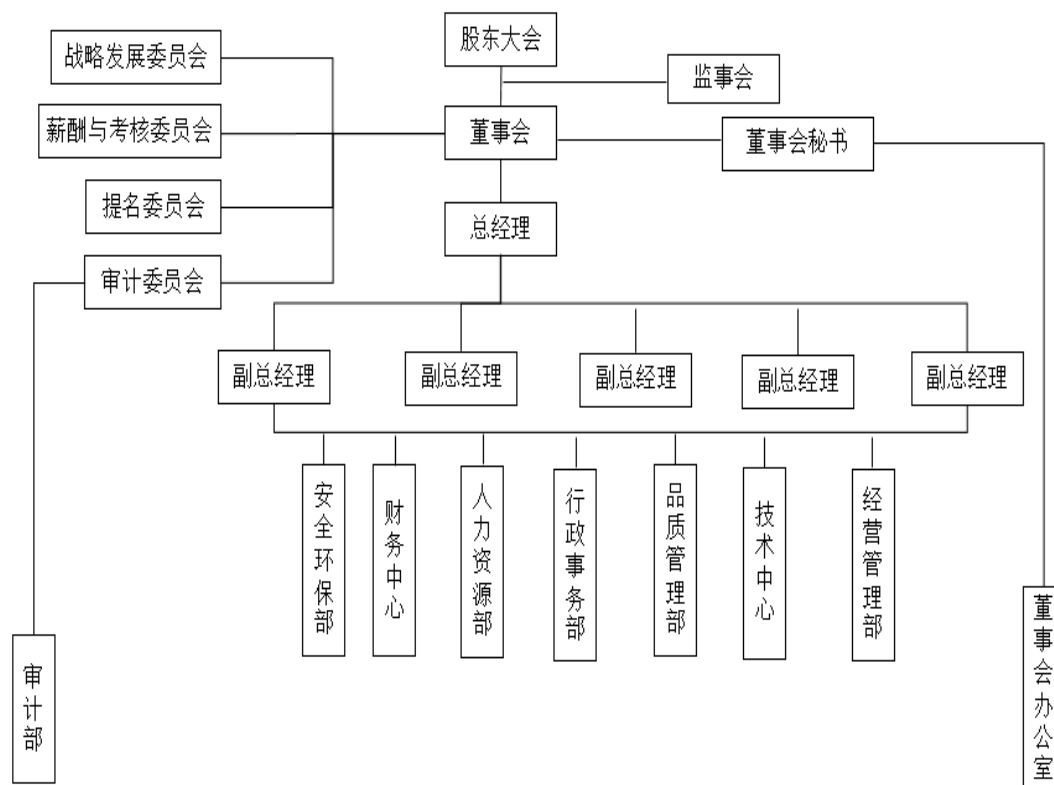 股东大会
战略发展委员会
监事会
薪酬与考核委员会
董事会
董事会秘书
提名委员会
总经理
审计委员会
副总经理
副总经理
副总经理
副总经理
副总经理
安全环保部
财务中心
人力资源部
行政事务部
品质管理部
技术中心
经营管理部
审计部
董事会办公室